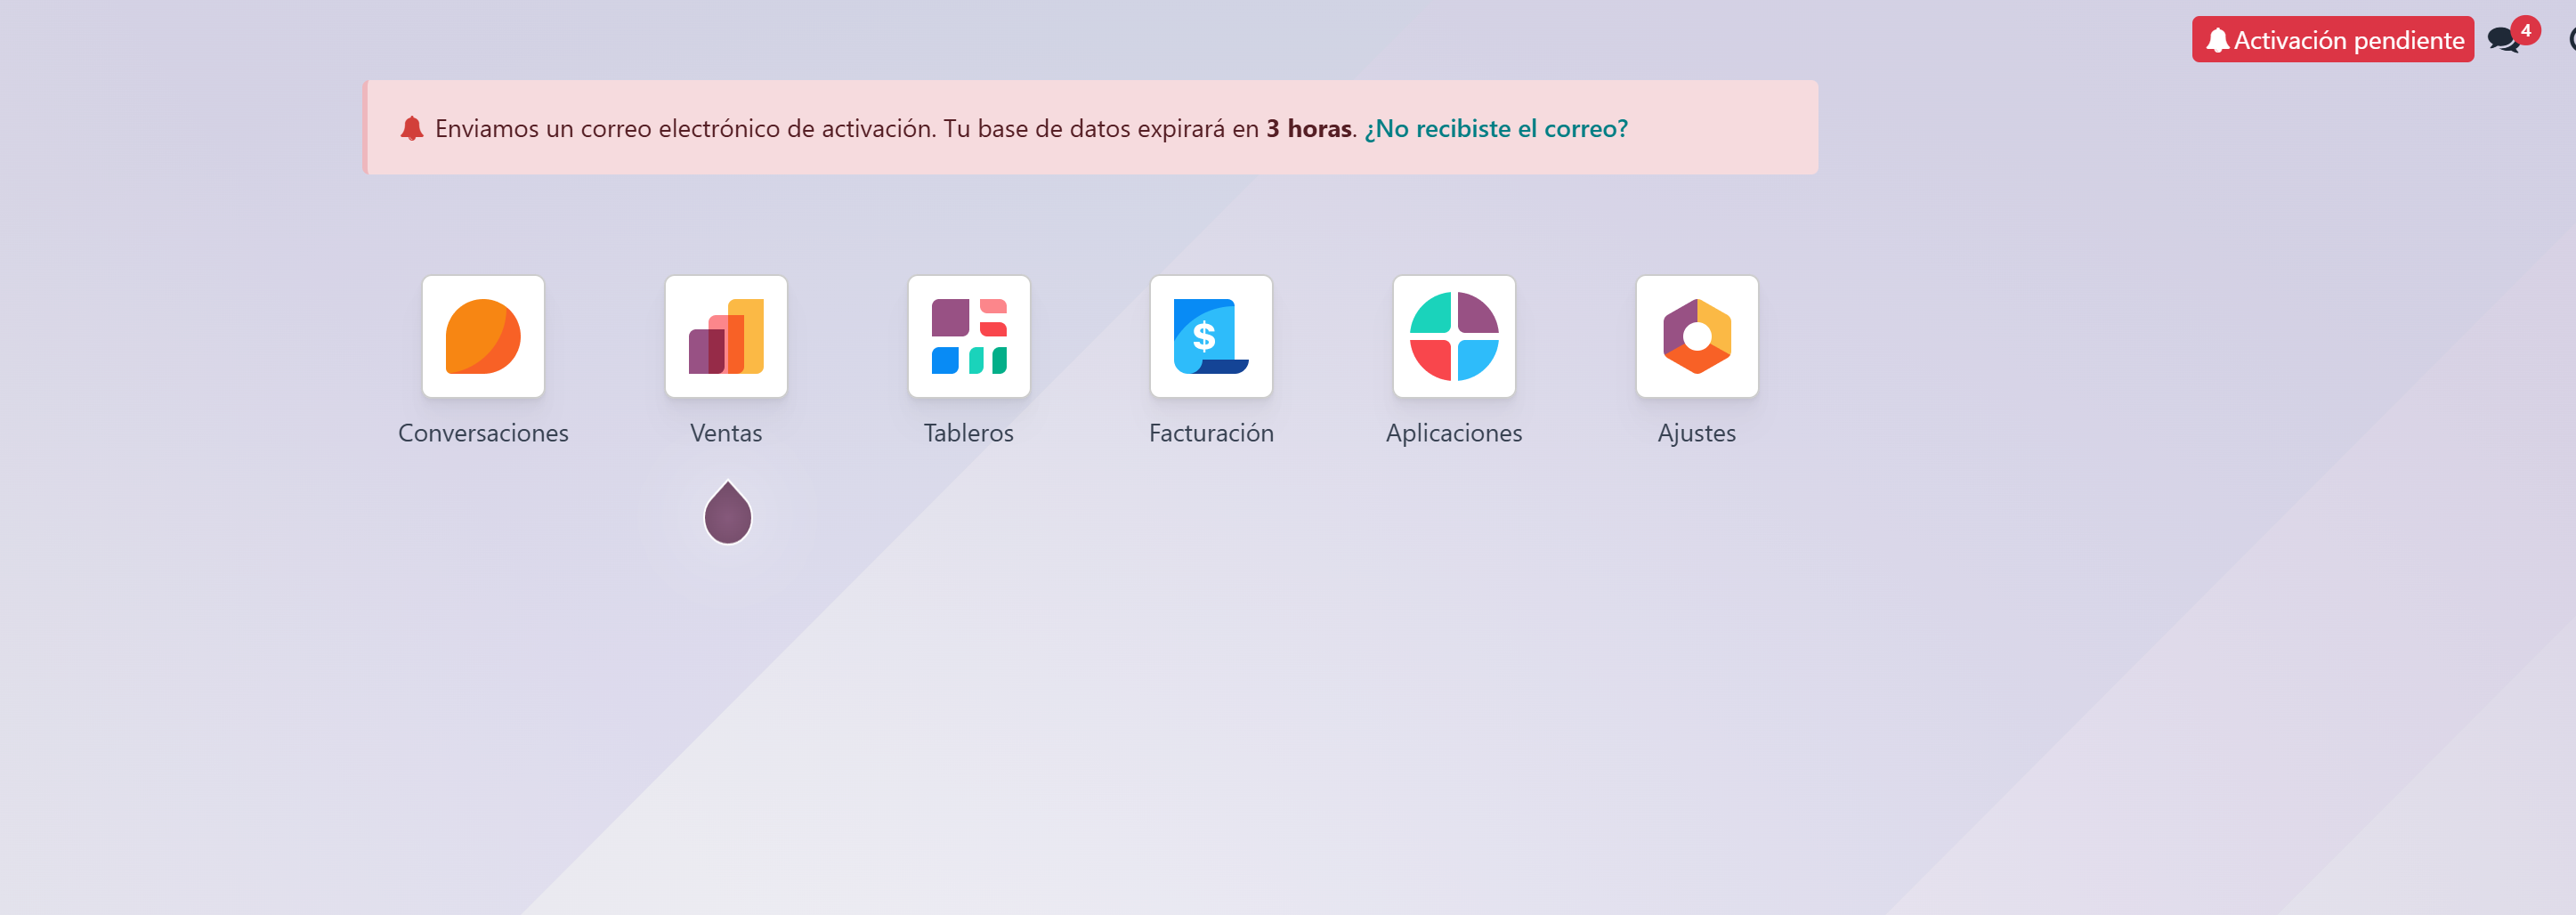 Activación pendiente
4
Enviamos un correo electrónico de activación. Tu base de datos expirará en 3 horas. ¿No recibiste el correo?
$
Conversaciones
Ventas
Tableros
Facturación
Aplicaciones
Ajustes